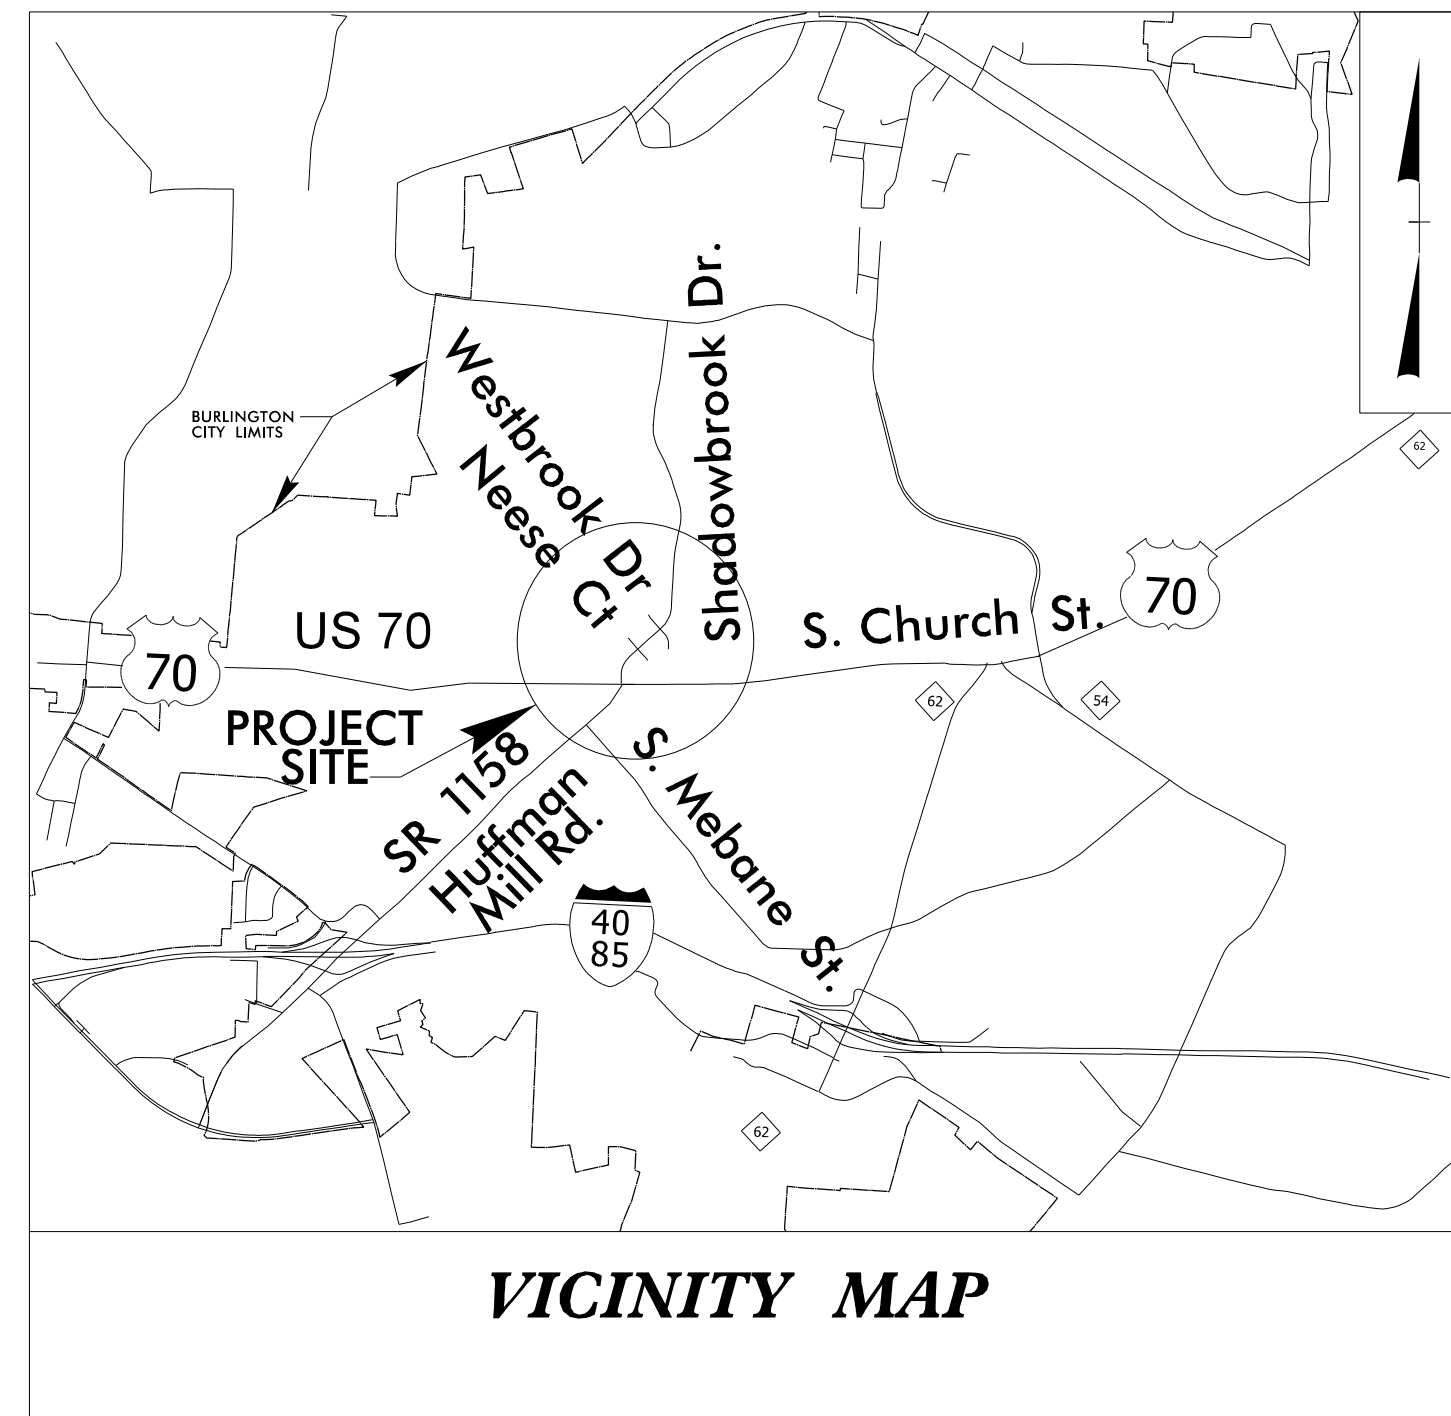 Shadowbrook Dr.
Westbrook Dr
Neese Ct
BURLINGTON
CITY LIMITS
62
70
S. Church St.
US 70
70
62
54
PROJECT
SITE
SR 1158
Huffman
Mill Rd.
S. Mebane St.
40
85
62
VICINITY MAP